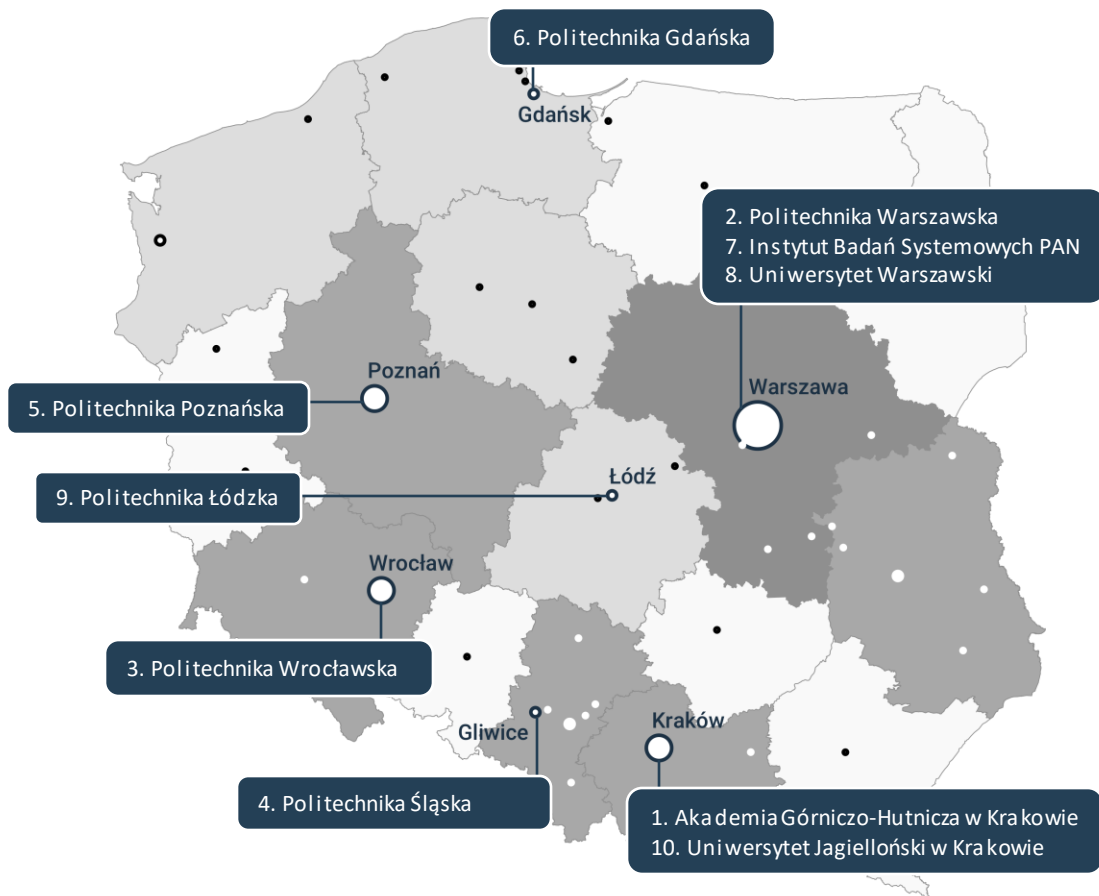 6. Politechnika Gdańska
Gdańsk
2. Politechnika Warszawska
7. Instytut Badań Systemowych PAN
8. Uniwersytet Warszawski
Poznań
Warszawa
5. Politechnika Poznańska
Łódź
9. Politechnika Łódzka
Wrocław
3. Politechnika Wrocławska
Gliwice
Kraków
4. Politechnika Śląska
1. Akademia Górniczo-Hutnicza w Krakowie
10. Uniwersytet Jagielloński w Krakowie